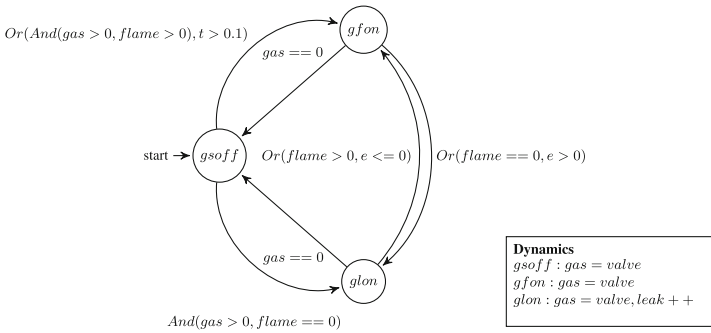 Or(And(gas > 0, flame > 0), t > 0.1)
gfon
gas == 0
start
gsoff
Or(flame > 0, e <= 0)
Or(flame == 0, e > 0)
gas == 0
glon
And(gas > 0, flame == 0)
Dynamics
gsoff : gas = valve
gfon : gas = valve
glon : gas = valve, leak + +